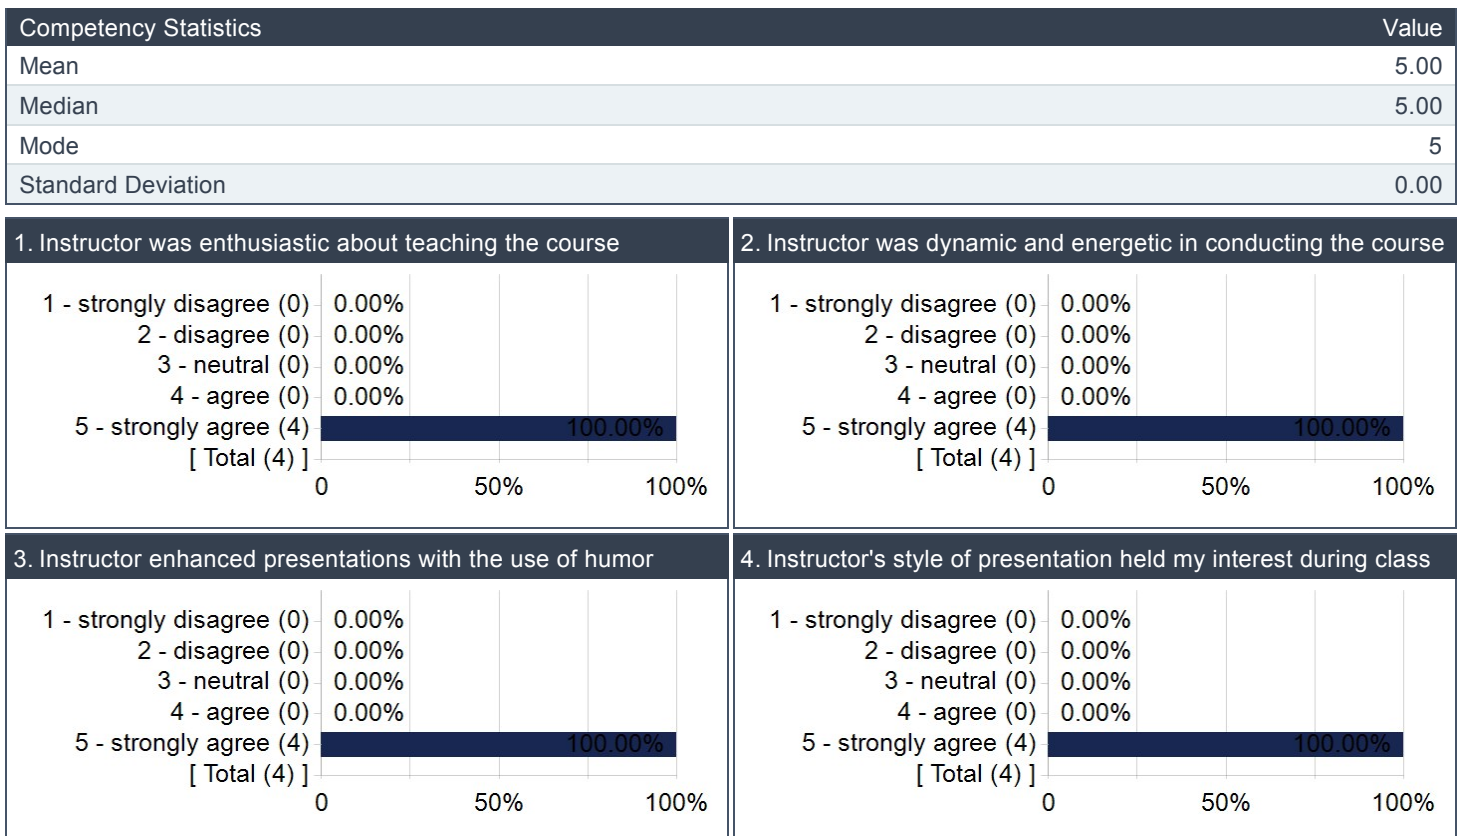 Competency Statistics Value
Mean 5.00
Median 5.00
Mode 5
Standard Deviation 0.00
1. Instructor was enthusiastic about teaching the course
1 - strongly disagree (0) 0.00%
2 - disagree (0) 0.00%
3 - neutral (0) 0.00%
4 - agree (0) 0.00%
5 - strongly agree (4) 100.00%
[ Total (4) ]
0 50% 100%
2. Instructor was dynamic and energetic in conducting the course
1 - strongly disagree (0) 0.00%
2 - disagree (0) 0.00%
3 - neutral (0) 0.00%
4 - agree (0) 0.00%
5 - strongly agree (4) 100.00%
[ Total (4) ]
0 50% 100%
3. Instructor enhanced presentations with the use of humor
1 - strongly disagree (0) 0.00%
2 - disagree (0) 0.00%
3 - neutral (0) 0.00%
4 - agree (0) 0.00%
5 - strongly agree (4) 100.00%
[ Total (4) ]
0 50% 100%
4. Instructor's style of presentation held my interest during class
1 - strongly disagree (0) 0.00%
2 - disagree (0) 0.00%
3 - neutral (0) 0.00%
4 - agree (0) 0.00%
5 - strongly agree (4) 100.00%
[ Total (4) ]
0 50% 100%